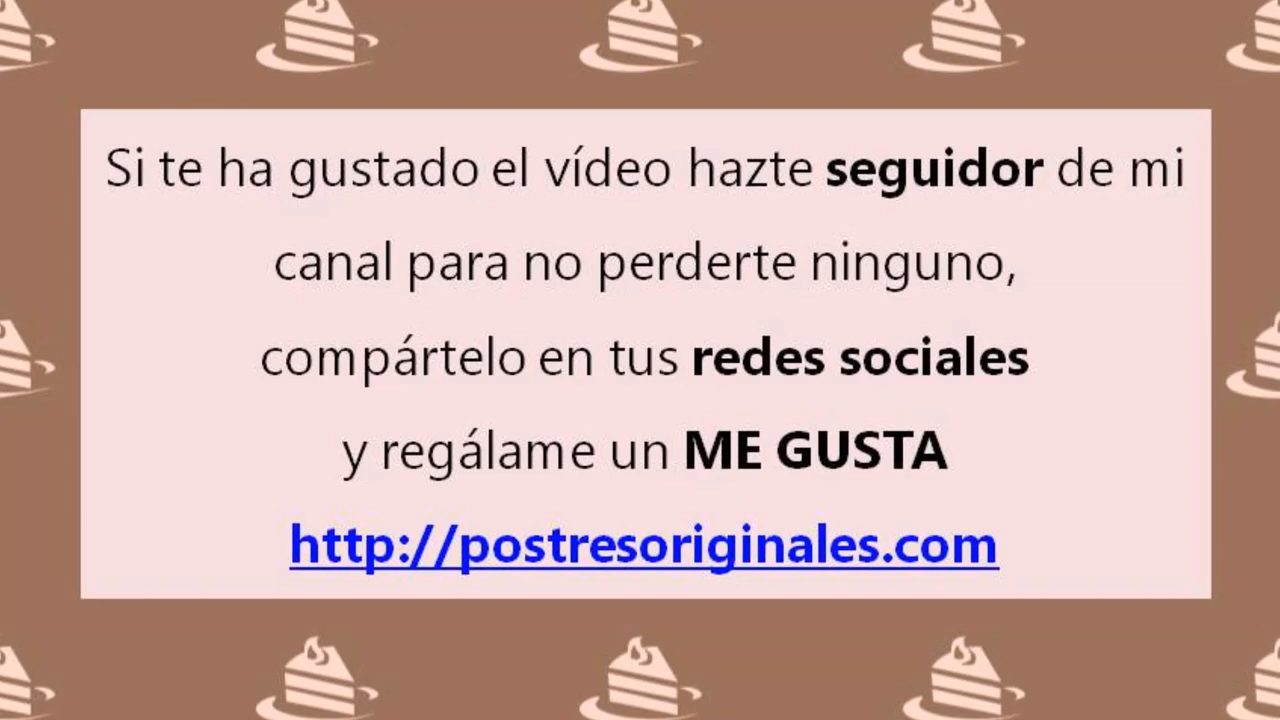 Si te ha gustado el vídeo hazte seguidor de mi
canal para no perderte ninguno,
compártelo en tus redes sociales
y regálame un ME GUSTA
http://postresoriginales.com